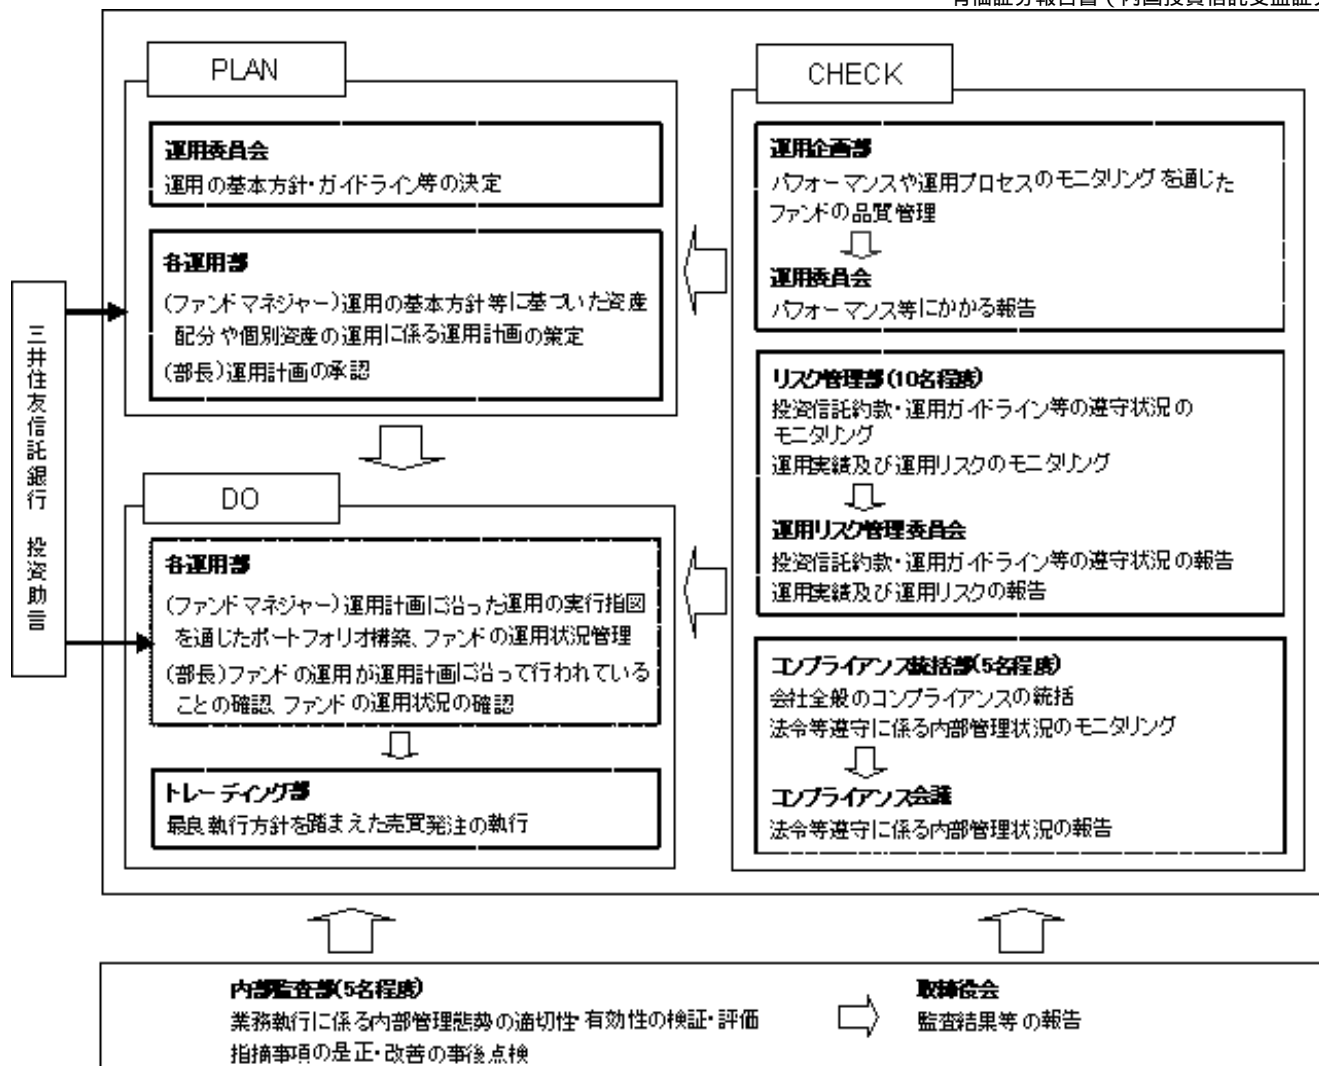 有価証券報告書（内国投資信託受益証券
PLAN
運用委員会
運用の基本方針・ガイドライン等の決定
各運用部
(ファンドマネジャー)運用の基本方針等に基づいた資産
配分や個別資産の運用に係る運用計画の策定
(部長)運用計画の承認
三井住友信託銀行 投資助言
DO
各運用部
(ファンドマネジャー)運用計画に沿った運用の実行指図
を通じたポートフォリオ構築、ファンドの運用状況管理
(部長)ファンドの運用が運用計画に沿って行われている
ことの確認、ファンドの運用状況の確認
トレーディング部
最良執行方針を踏まえた売買発注の執行
CHECK
運用企画部
パフォーマンスや運用プロセスのモニタリングを通じた
ファンドの品質管理
運用委員会
パフォーマンス等にかかる報告
リスク管理部(10名程度)
投資信託約款・運用ガイドライン等の遵守状況の
モニタリング
運用実績及び運用リスクのモニタリング
運用リスク管理委員会
投資信託約款・運用ガイドライン等の遵守状況の報告
運用実績及び運用リスクの報告
コンプライアンス統括部(5名程度)
会社全般のコンプライアンスの統括
法令等遵守に係る内部管理状況のモニタリング
コンプライアンス会議
法令等遵守に係る内部管理状況の報告
内部監査部(5名程度)
業務執行に係る内部管理態勢の適切性・有効性の検証・評価
指摘事項の是正・改善の事後点検
取締役会
監査結果等の報告